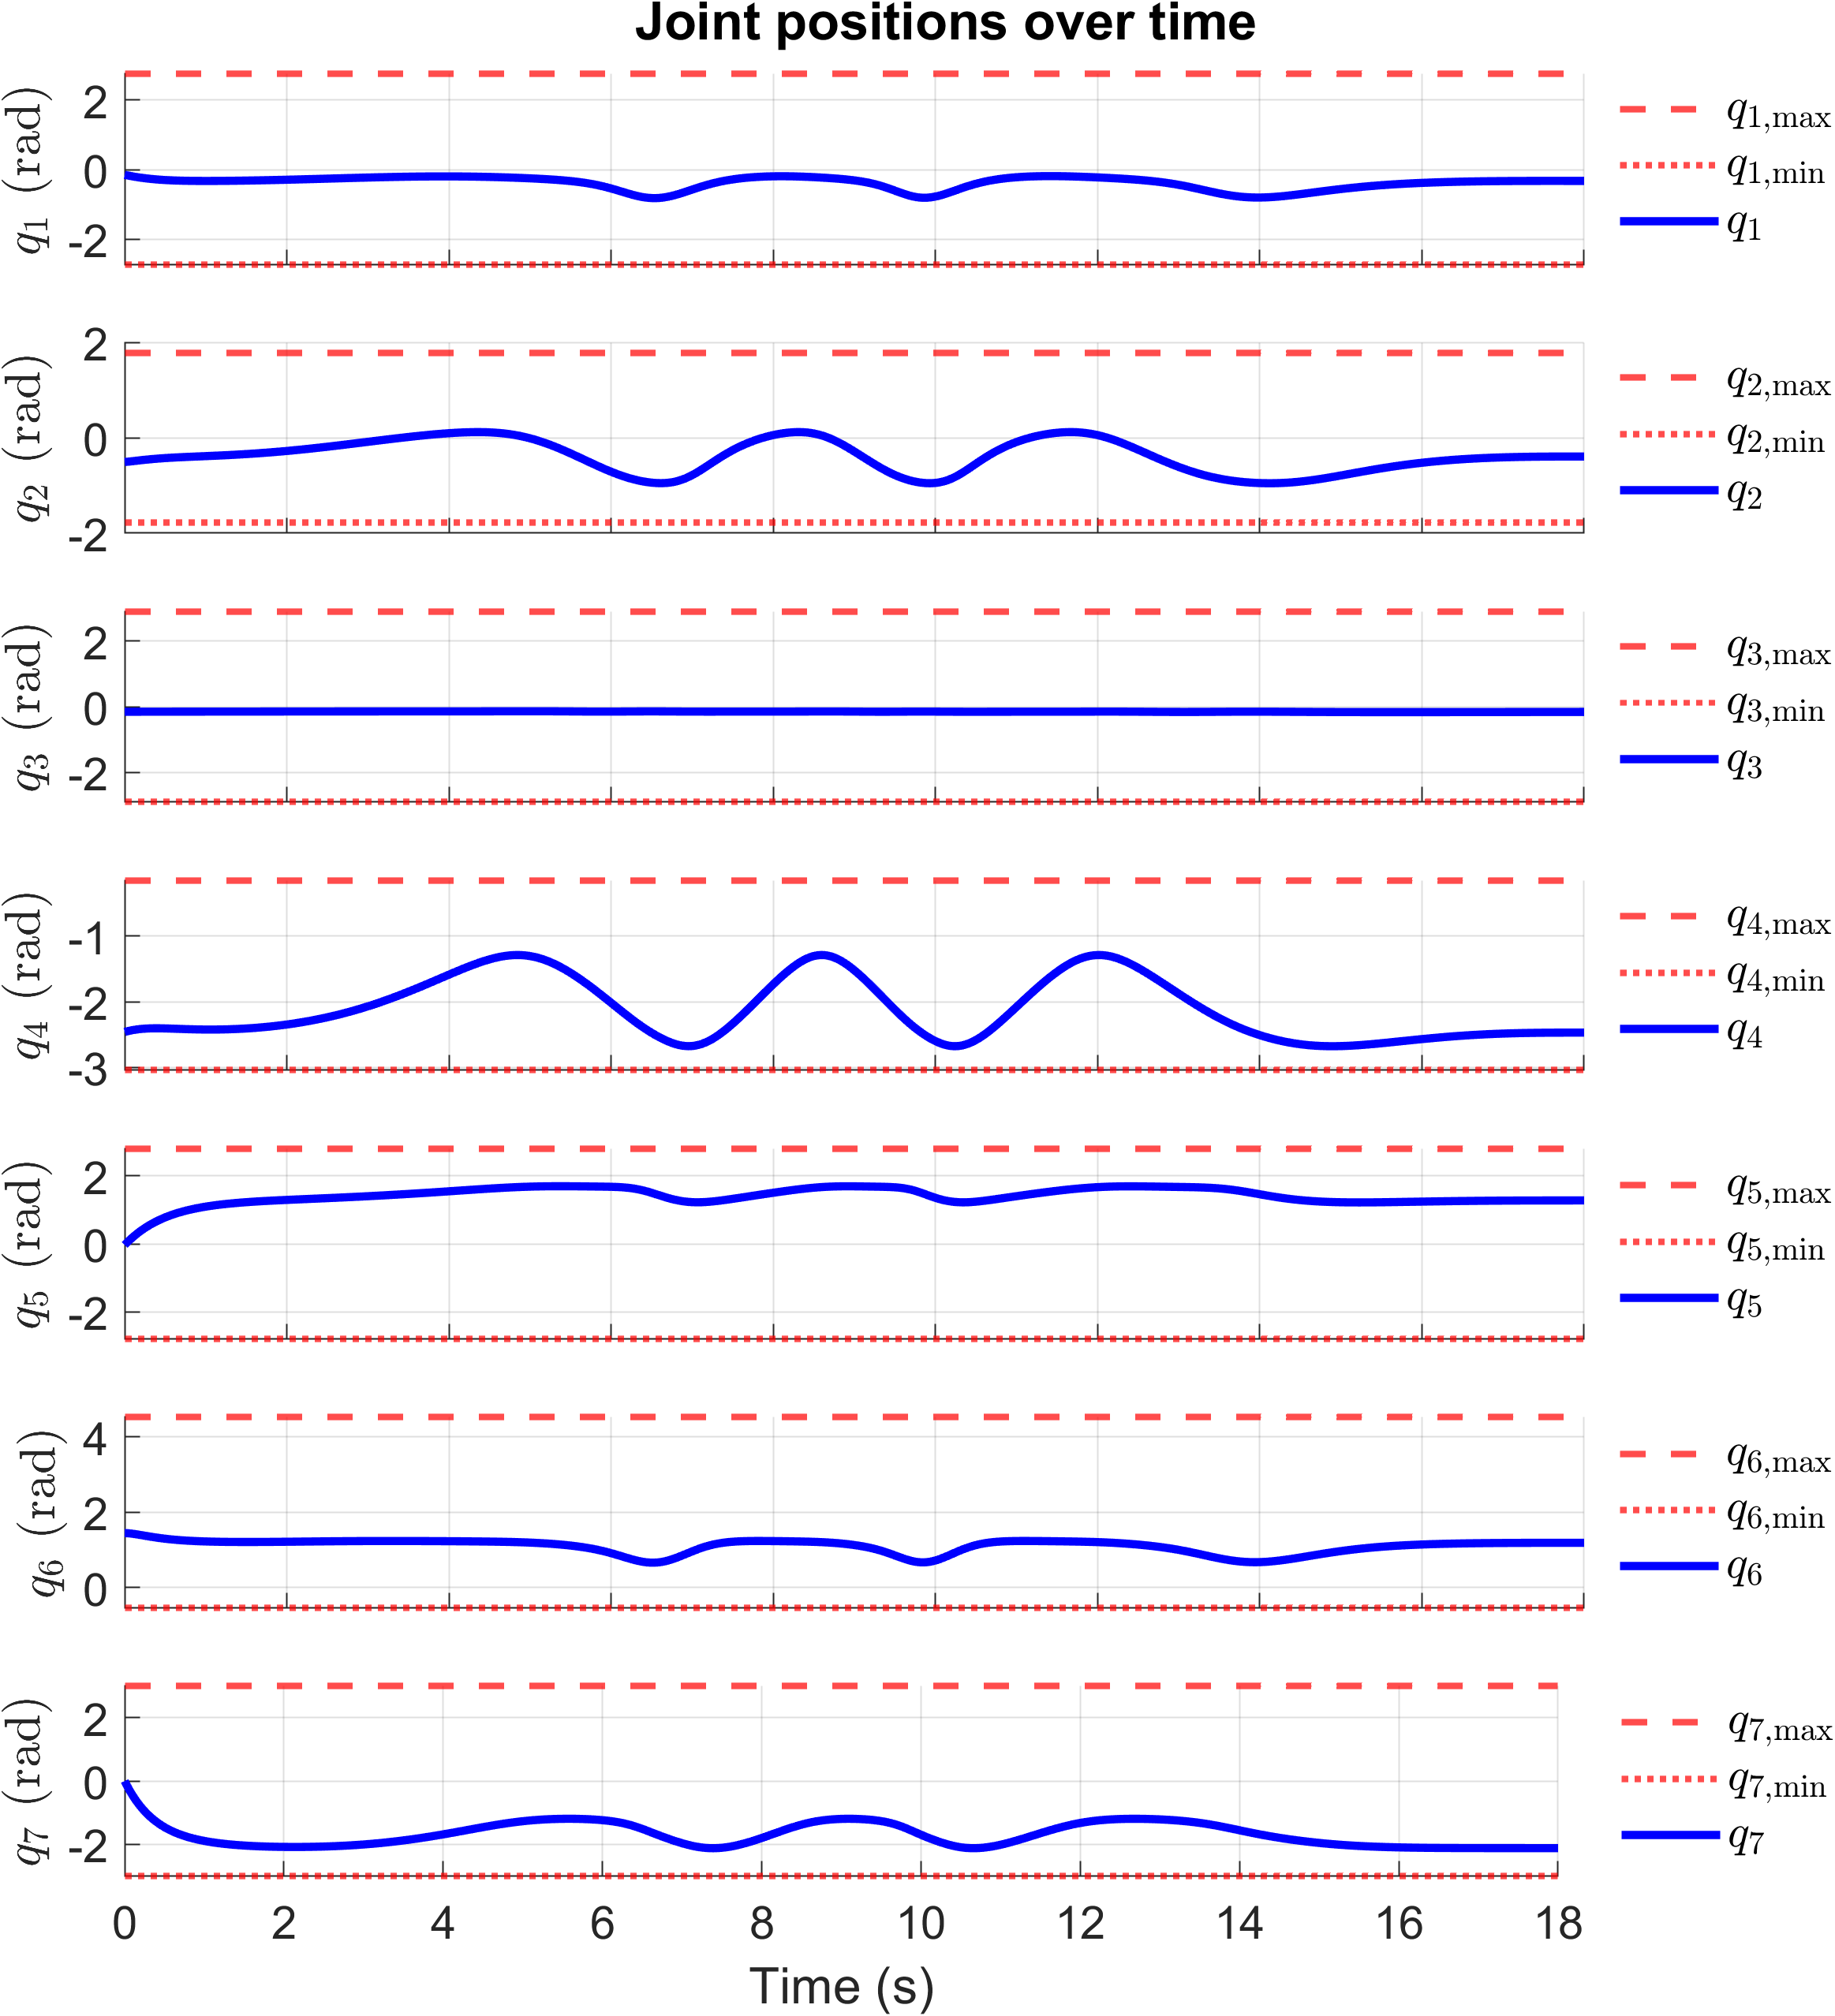 Joint positions over time
q1 (rad)
2
0
-2
q1,max
q1,min
q1
q2 (rad)
2
0
-2
q2,max
q2,min
q2
q3 (rad)
2
0
-2
q3,max
q3,min
q3
q4 (rad)
-1
-2
-3
q4,max
q4,min
q4
q5 (rad)
2
0
-2
q5,max
q5,min
q5
q6 (rad)
4
2
0
q6,max
q6,min
q6
q7 (rad)
2
0
-2
q7,max
q7,min
q7
0 2 4 6 8 10 12 14 16 18
Time (s)